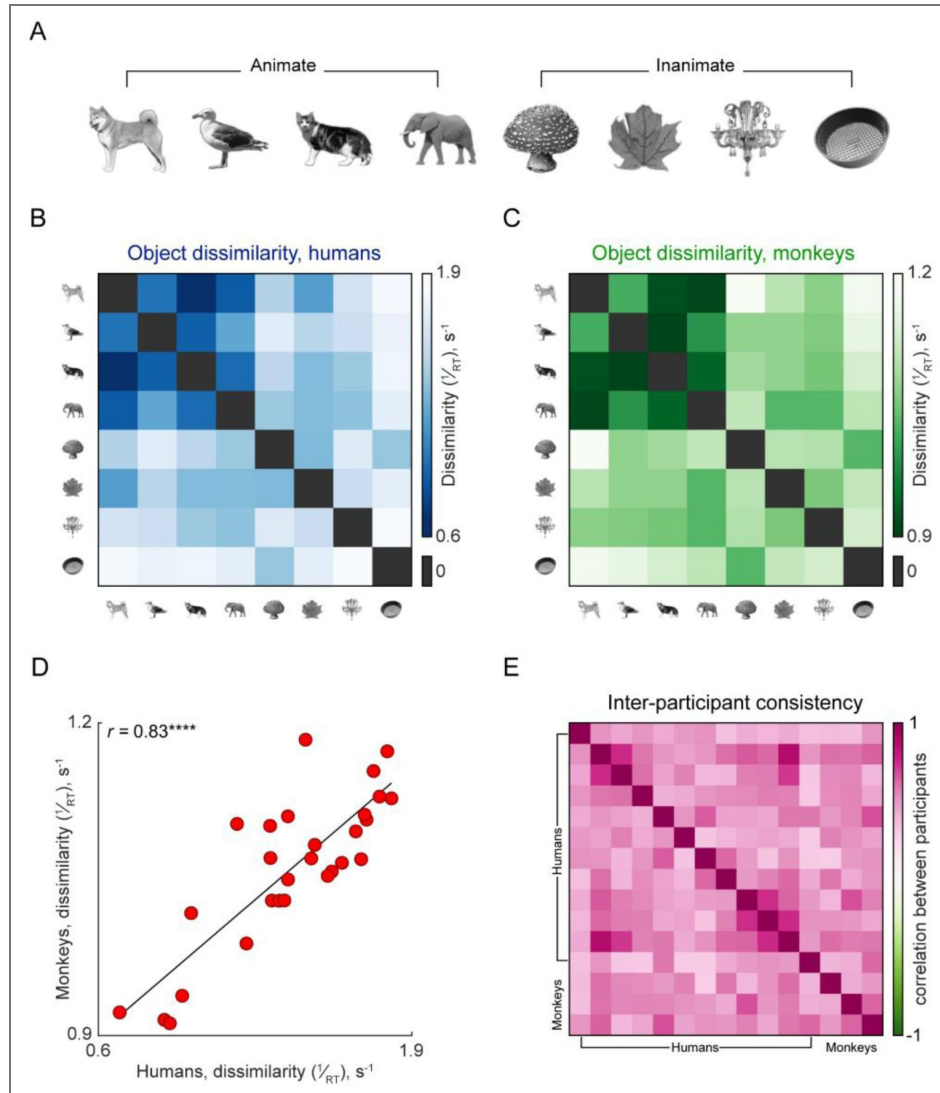 A
Animate
Inanimate
B
C
Object dissimilarity, humans
1.9
Dissimilarity (1/RT), s-1
0.6
0
Object dissimilarity, monkeys
1.2
Dissimilarity (1/RT), s-1
0.9
0
D
E
1.2
r = 0.83****
Monkeys, dissimilarity (1/RT), s-1
0.9
0.6
1.9
Humans, dissimilarity (1/RT), s-1
Inter-participant consistency
Humans
Monkeys
Humans
Monkeys
1
correlation between participants
-1